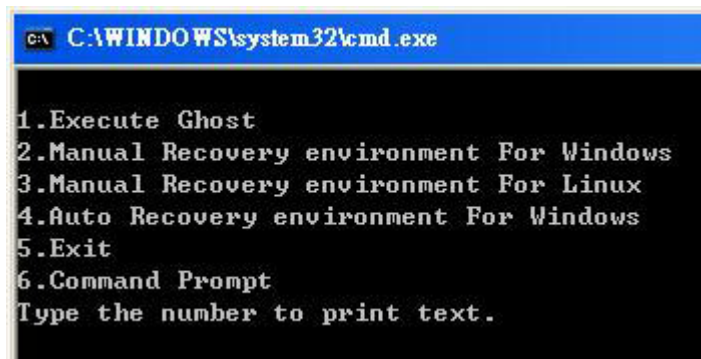 C:\WINDOWS\system32\cmd.exe
1.Execute Ghost
2.Manual Recovery environment For Windows
3.Manual Recovery environment For Linux
4.Auto Recovery environment For Windows
5.Exit
6.Command Prompt
Type the number to print text.